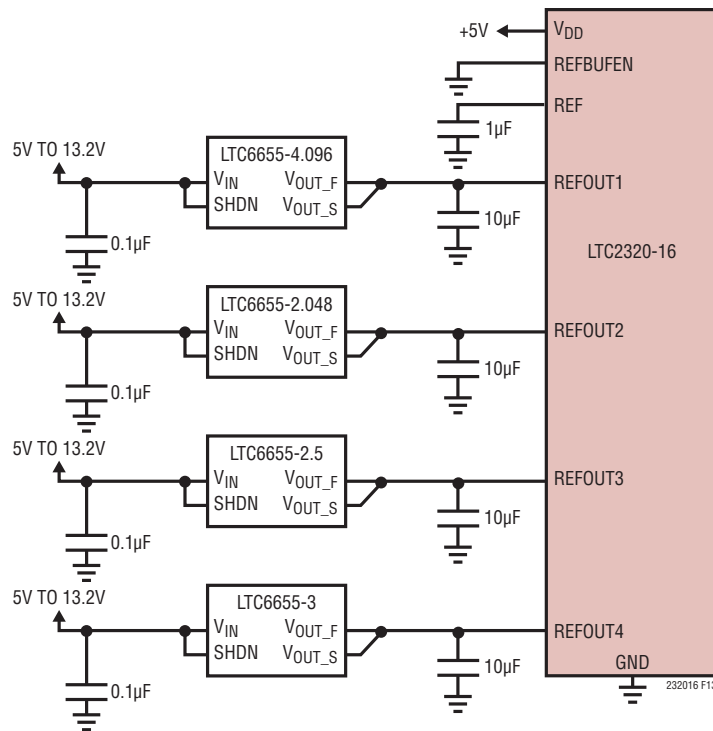 +5V
VDD
REFBUFEN
REF
1µF
5V TO 13.2V
LTC6655-4.096
VIN
VOUT_F
SHDN
VOUT_S
REFOUT1
0.1µF
10µF
LTC2320-16
5V TO 13.2V
LTC6655-2.048
VIN
VOUT_F
SHDN
VOUT_S
REFOUT2
0.1µF
10µF
5V TO 13.2V
LTC6655-2.5
VIN
VOUT_F
SHDN
VOUT_S
REFOUT3
0.1µF
10µF
5V TO 13.2V
LTC6655-3
VIN
VOUT_F
SHDN
VOUT_S
REFOUT4
0.1µF
10µF
GND
232016 F13